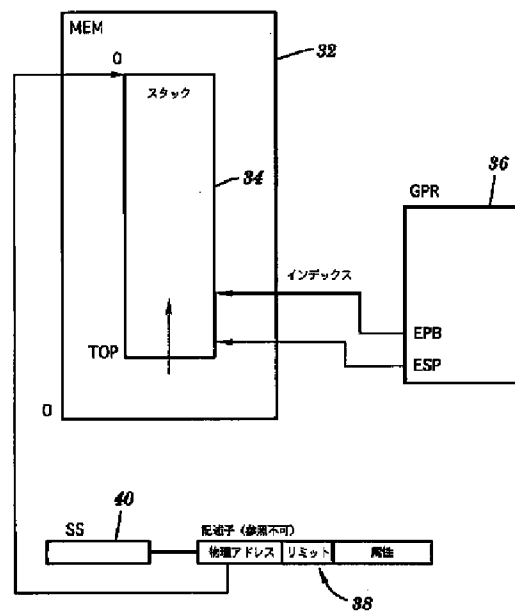 MEM
32
0
スタック
34
36
GPR
インデックス
EPB
TOP
ESP
0
SS
40
記述子（参照不可）
物理アドレス
リミット
属性
38